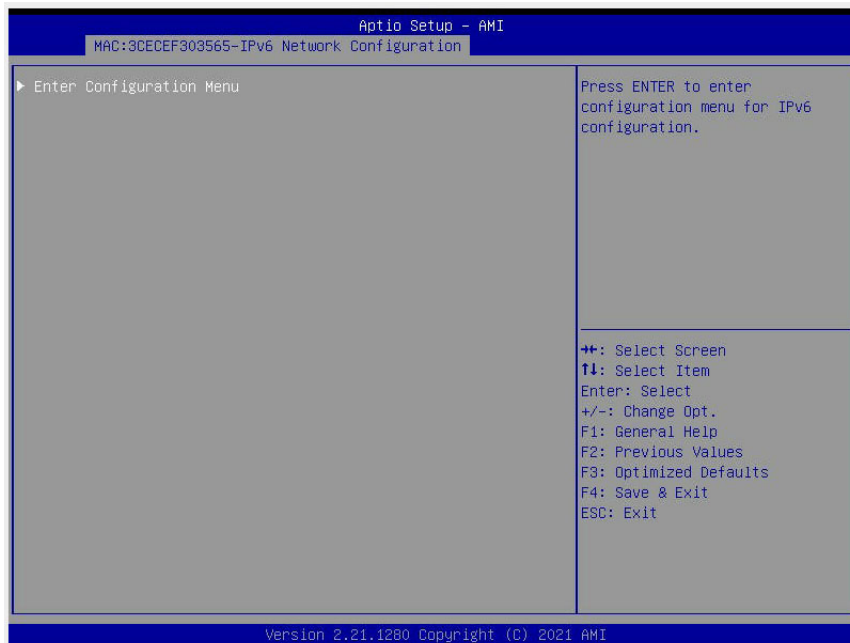 Aptio Setup - AMI
MAC:3CECEF303565-IPv6 Network Configuration
▶ Enter Configuration Menu
Press ENTER to enter
configuration menu for IPv6
configuration.
→←: Select Screen
↑↓: Select Item
Enter: Select
+/-: Change Opt.
F1: General Help
F2: Previous Values
F3: Optimized Defaults
F4: Save & Exit
ESC: Exit
Version 2.21.1280 Copyright (C) 2021 AMI